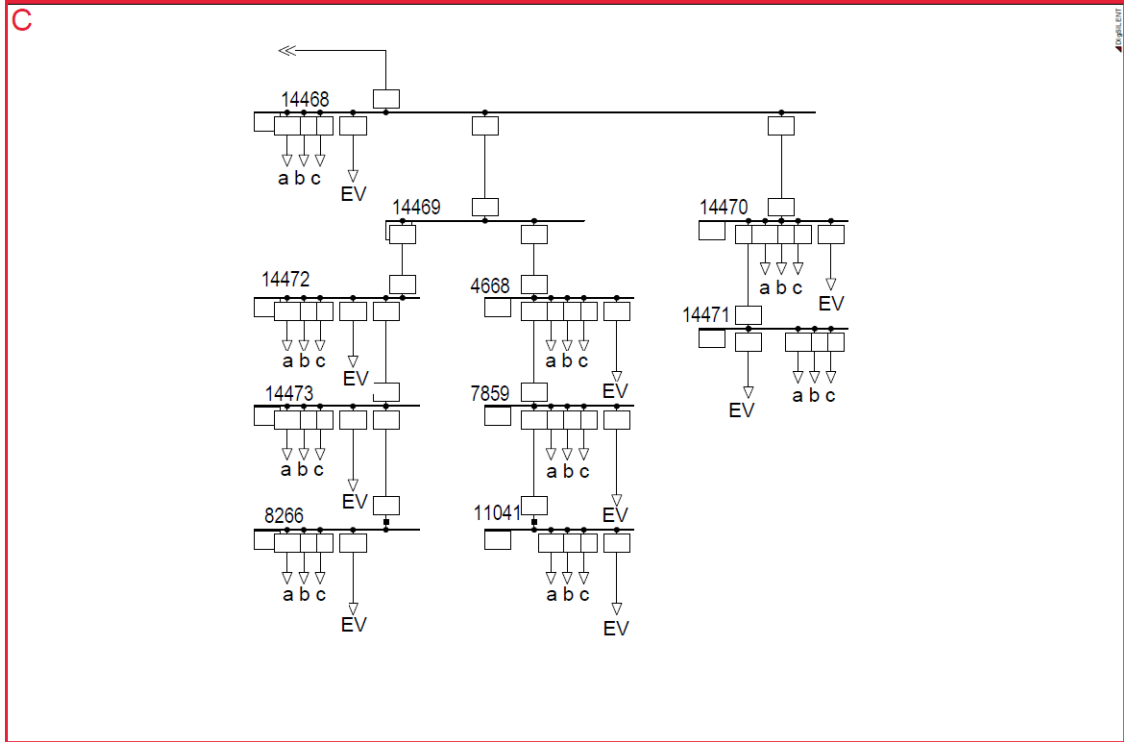 C
DIgSILENT
14468
a b c
EV
14469
14470
a b c
EV
14472
a b c
EV
4668
a b c
EV
14471
EV
a b c
14473
a b c
EV
7859
a b c
EV
8266
a b c
EV
11041
a b c
EV